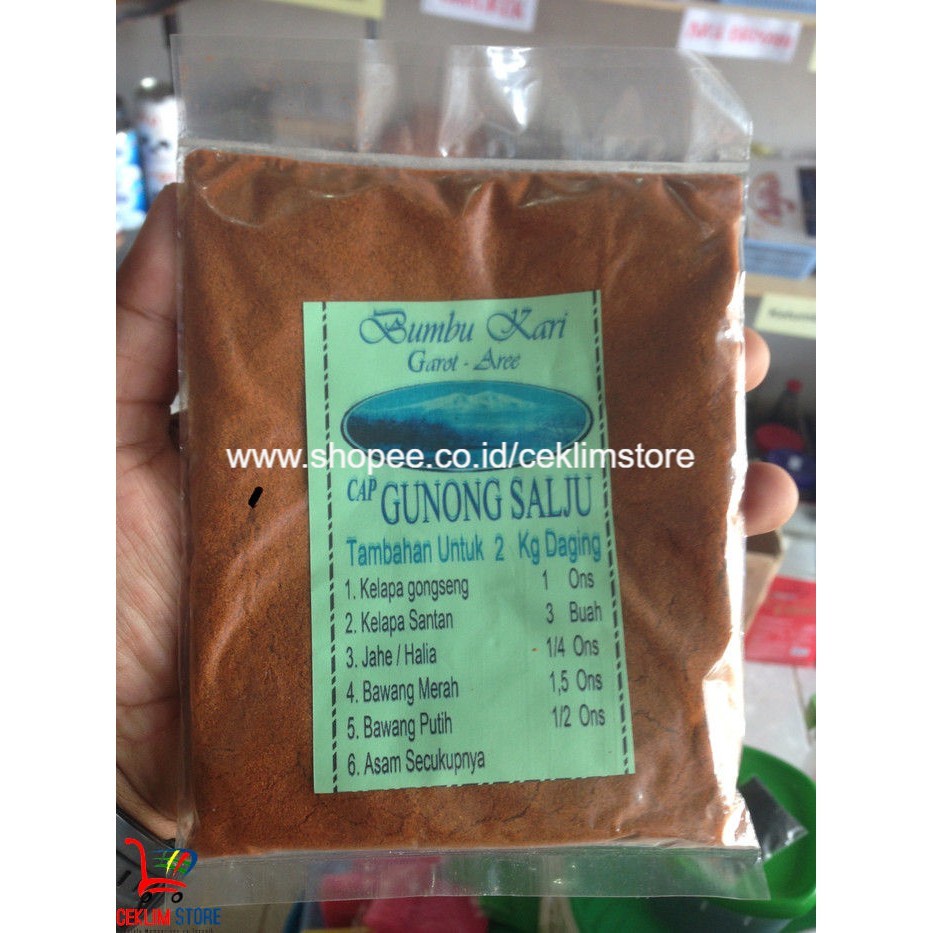 Bumbu Kari
Garot - Aree
www.shopee.co.id/ceklimstore
CAP GUNONG SALJU
Tambahan Untuk 2 Kg Daging
1. Kelapa gongseng 1 Ons
2. Kelapa Santan 3 Buah
3. Jahe / Halia 1/4 Ons
4. Bawang Merah 1,5 Ons
5. Bawang Putih 1/2 Ons
6. Asam Secukupnya
CEKLIM STORE